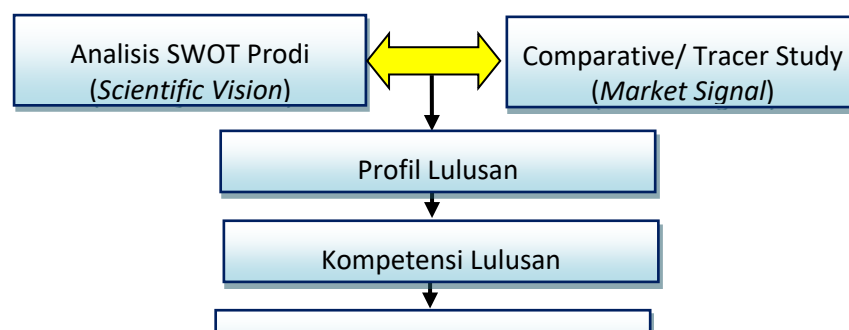 Analisis SWOT Prodi
(Scientific Vision)
Comparative/ Tracer Study
(Market Signal)
Profil Lulusan
Kompetensi Lulusan